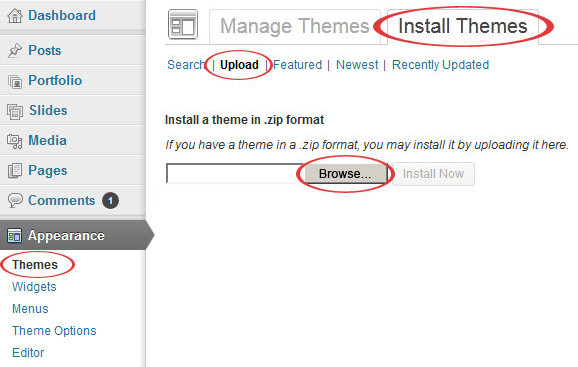 Dashboard
Posts
Portfolio
Slides
Media
Pages
Comments 1
Appearance
Themes
Widgets
Menus
Theme Options
Editor
Manage Themes Install Themes
Search | Upload | Featured | Newest | Recently Updated
Install a theme in .zip format
If you have a theme in a .zip format, you may install it by uploading it here.
Browse... Install Now